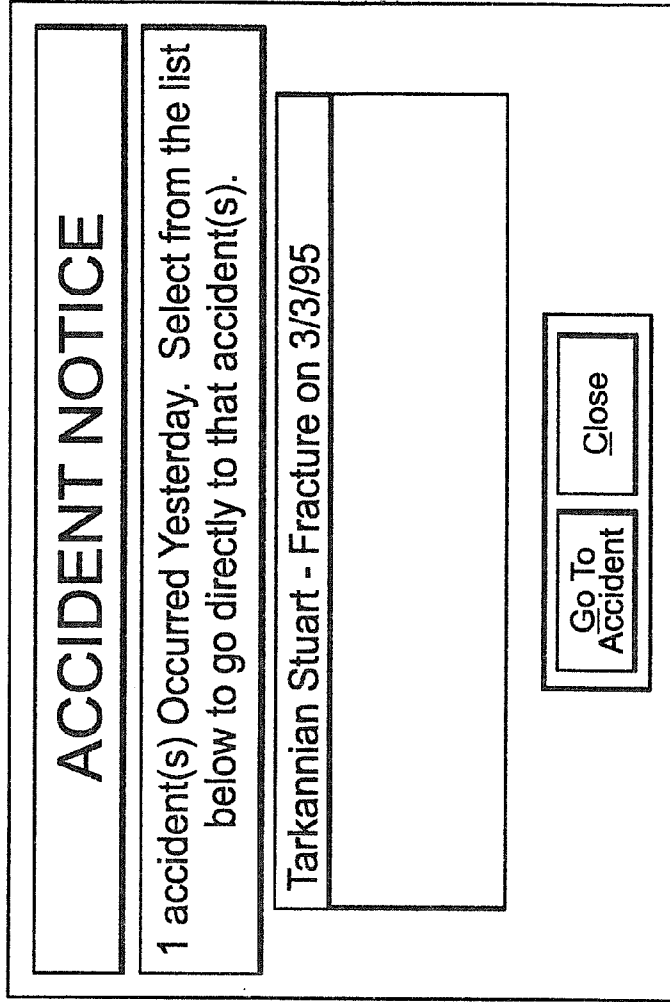 ACCIDENT NOTICE
1 accident(s) Occurred Yesterday. Select from the list
below to go directly to that accident(s).
Tarkannian Stuart - Fracture on 3/3/95
Go To
Accident
Close